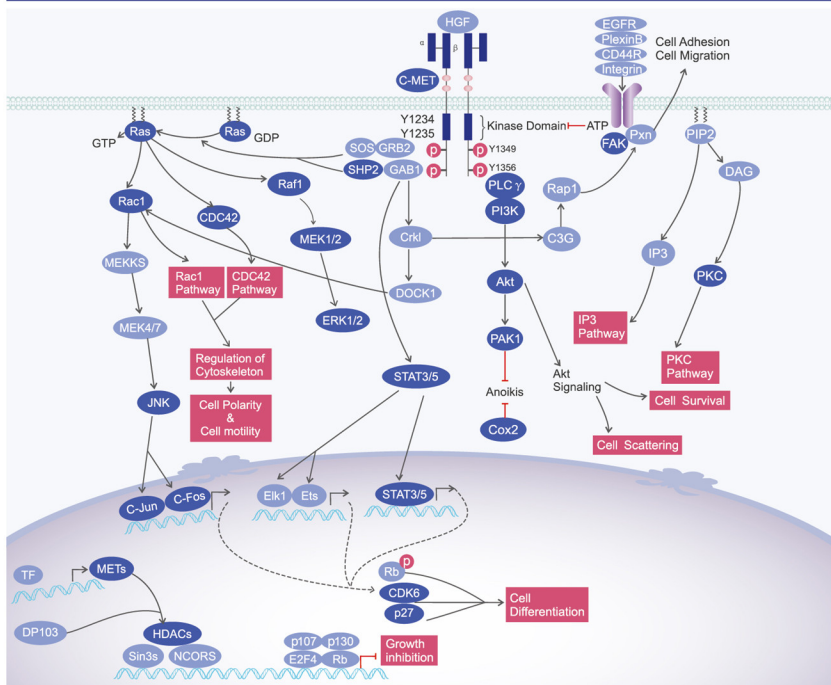 HGF
α
β
C-MET
EGFR
PlexinB
CD44R
Integrin
Cell Adhesion
Cell Migration
Ras
GTP
Ras
GDP
Y1234
Y1235
Kinase Domain
ATP
FAK
Pxn
PIP2
SOS
GRB2
SHP2
GAB1
p
p
Y1349
p
p
Y1356
PLC γ
PI3K
Rap1
DAG
Rac1
CDC42
Raf1
MEK1/2
ERK1/2
Crkl
DOCK1
C3G
IP3
PKC
MEKKS
Rac1
Pathway
CDC42
Pathway
Akt
MEK4/7
PAK1
IP3
Pathway
PKC
Pathway
Regulation of
Cytoskeleton
STAT3/5
Anoikis
Akt
Signaling
Cell Survival
JNK
Cell Polarity
&
Cell motility
Cox2
Cell Scattering
C-Jun
C-Fos
Elk1
Ets
STAT3/5
TF
METs
Rb
p
CDK6
p27
Cell
Differentiation
DP103
HDACs
Sin3s
NCORS
p107
p130
E2F4
Rb
Growth
inhibition